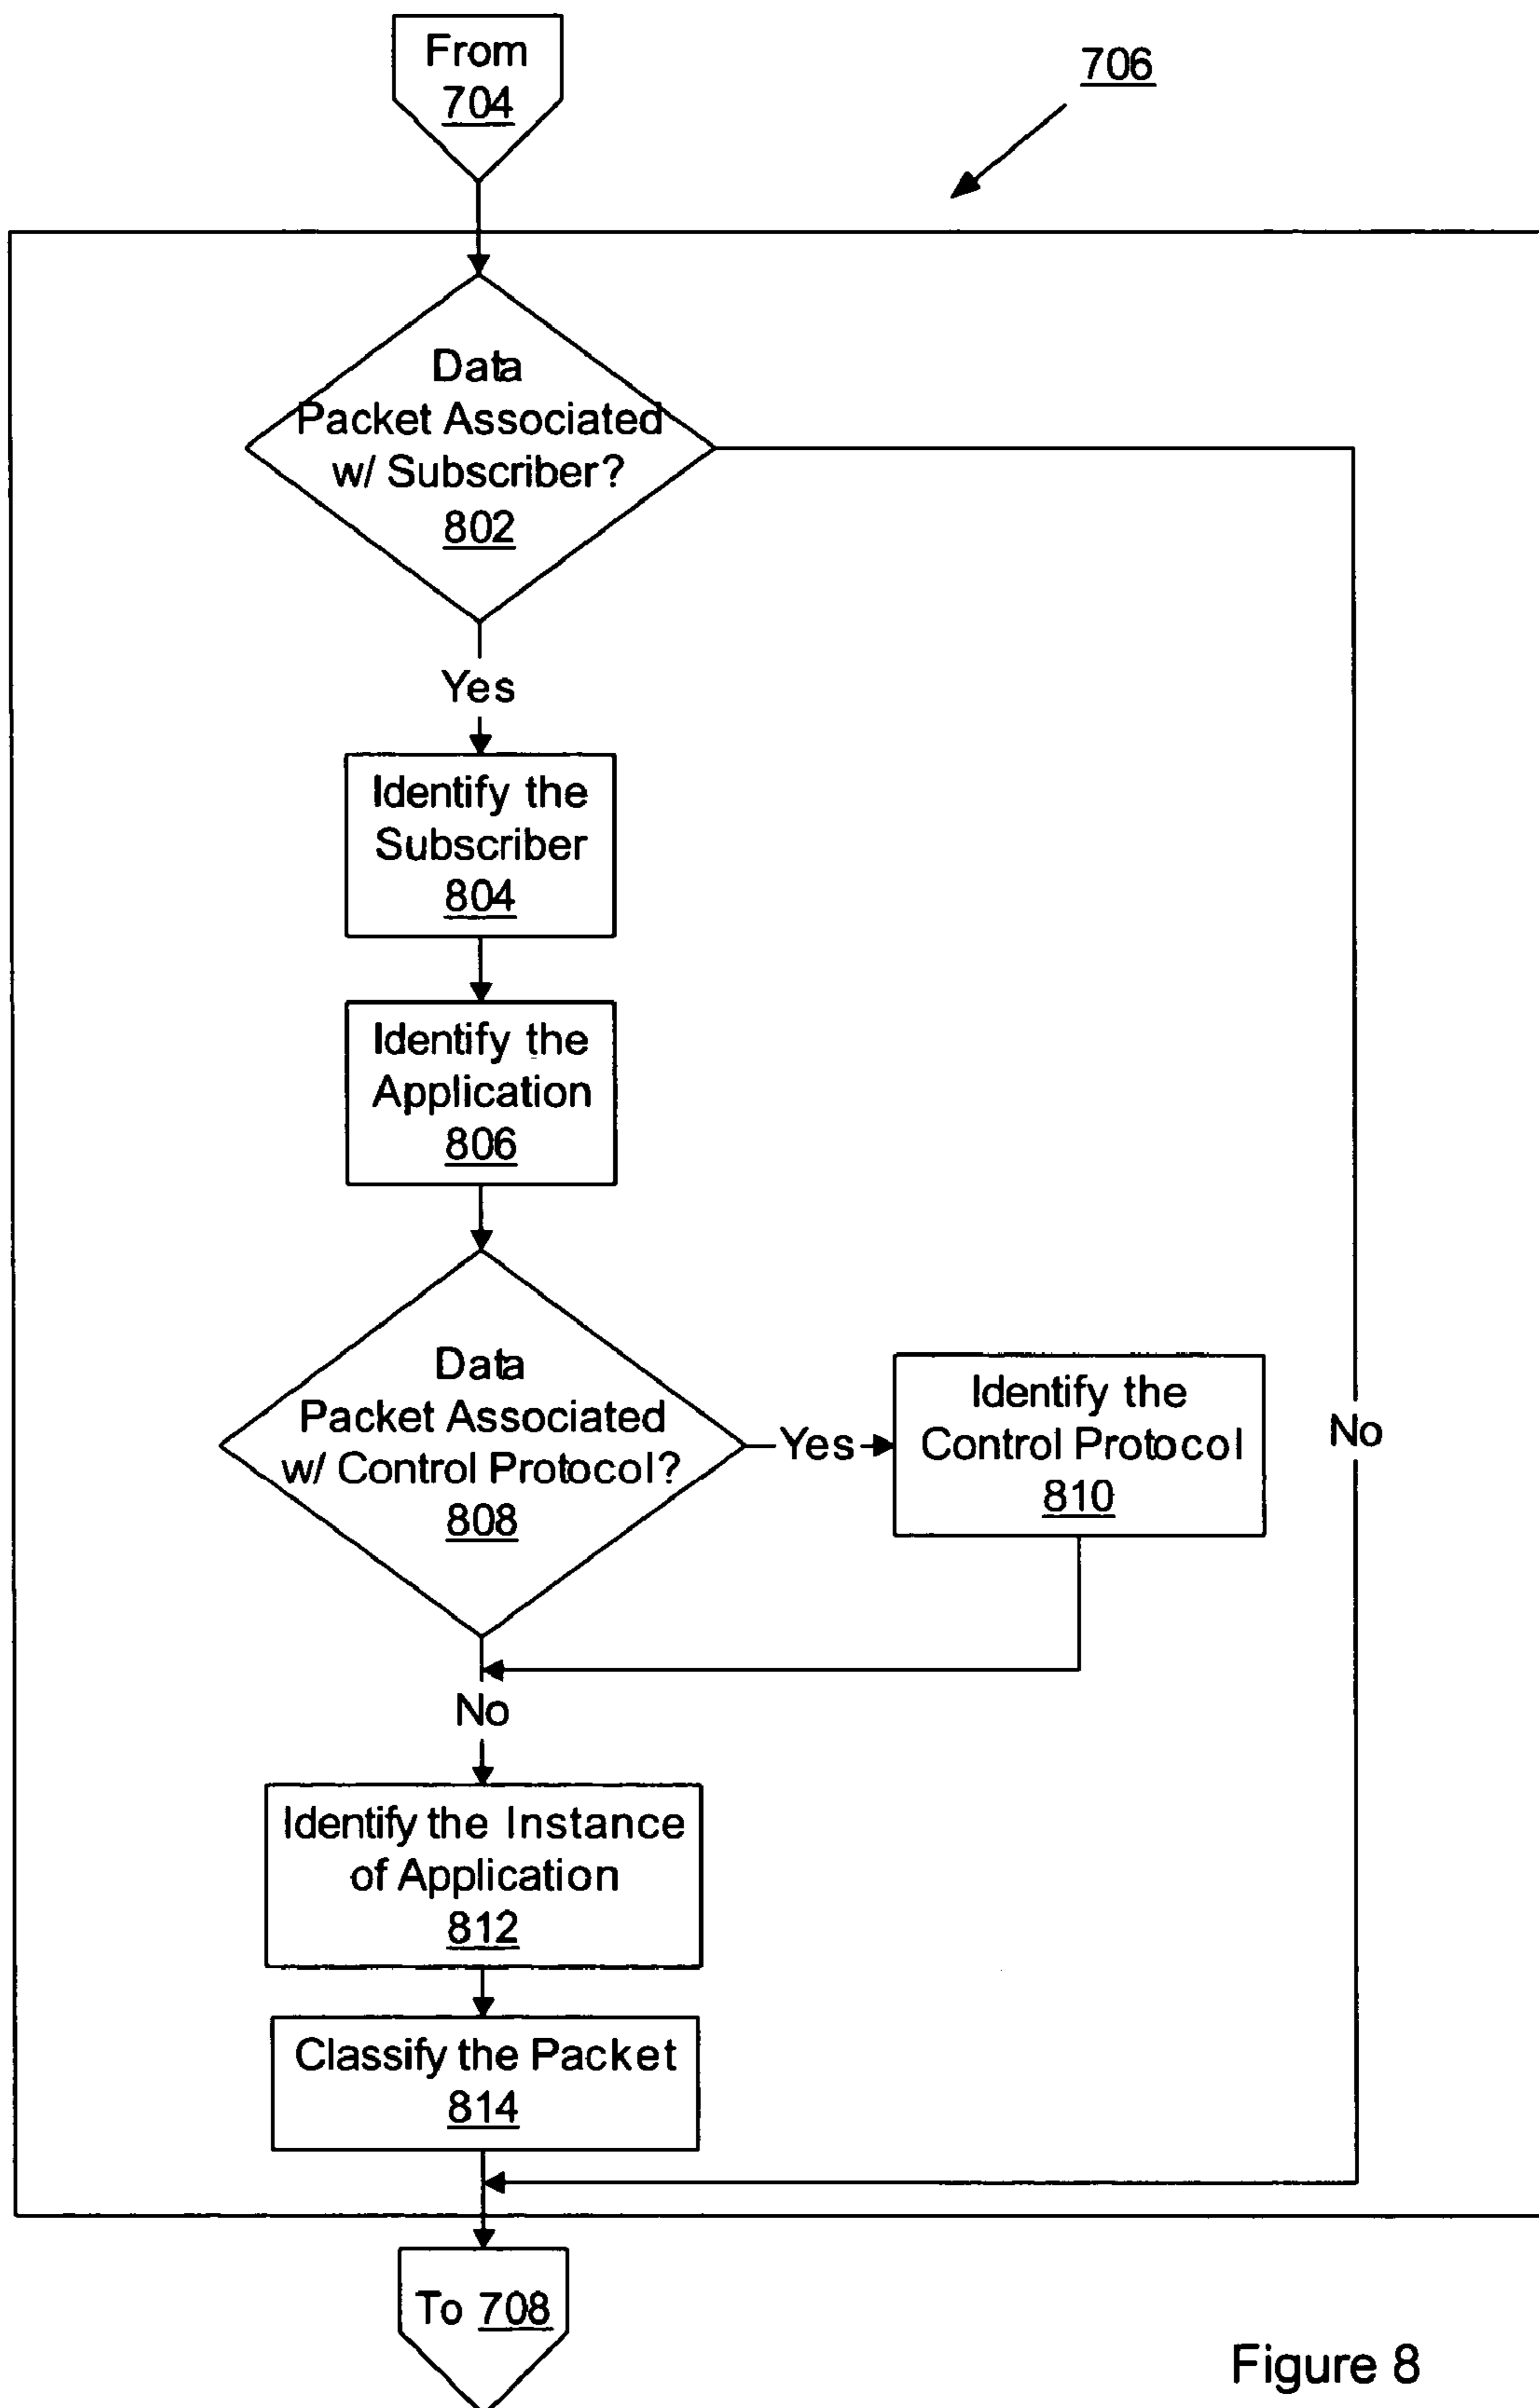 From
704
706
Data
Packet Associated
w/ Subscriber?
802
Yes
Identify the
Subscriber
804
Identify the
Application
806
Data
Packet Associated
w/ Control Protocol?
808
Yes
Identify the
Control Protocol
810
No
No
Identify the Instance
of Application
812
Classify the Packet
814
To 708
Figure 8